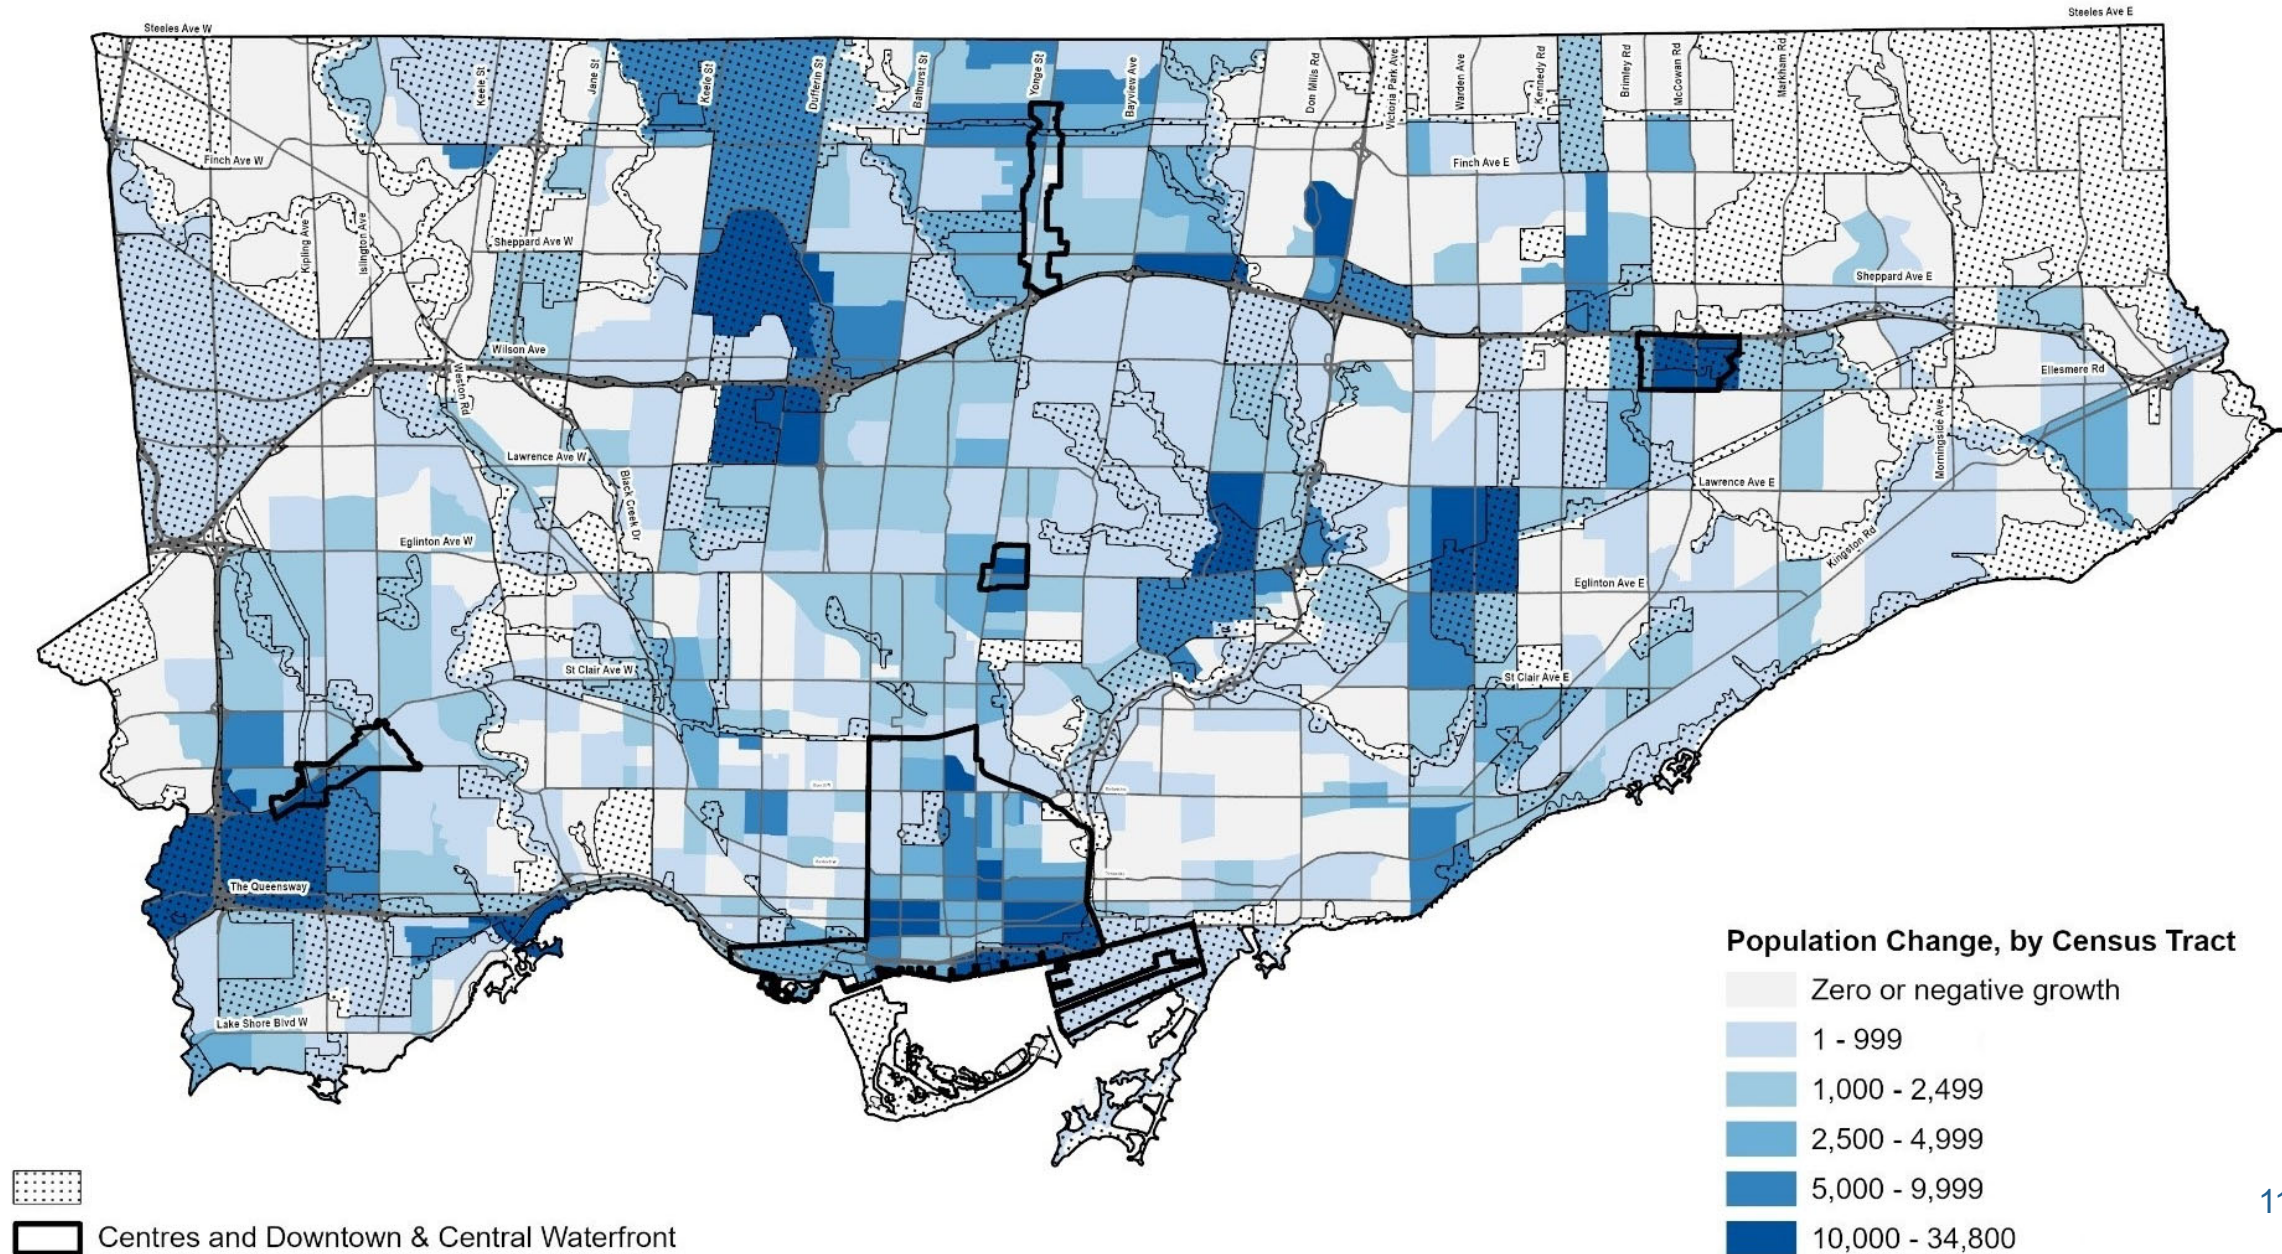 Steeles Ave W
Steeles Ave E
Keele St
Jane St
Keele St
Dufferin St
Bathurst St
Yonge St
Bayview Ave
Don Mills Rd
Victoria Park Ave
Warden Ave
Kennedy Rd
Brimley Rd
McCowan Rd
Markham Rd
Finch Ave W
Finch Ave E
Kipling Ave
Islington Ave
Sheppard Ave W
Sheppard Ave E
Wilson Ave
Weston Rd
Ellesmere Rd
Morningside Ave
Lawrence Ave W
Black Creek Dr
Lawrence Ave E
Eglinton Ave W
Kingston Rd
Eglinton Ave E
St Clair Ave W
St Clair Ave E
The Queensway
Lake Shore Blvd W
Population Change, by Census Tract
Zero or negative growth
1 - 999
1,000 - 2,499
2,500 - 4,999
5,000 - 9,999
10,000 - 34,800
Centres and Downtown & Central Waterfront